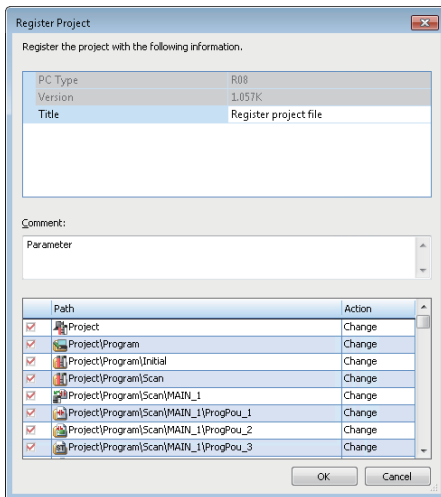 Register Project
Register the project with the following information.
PC Type R08
Version 1.057K
Title Register project file
Comment:
Parameter
Path Action
Project Change
Project\Program Change
Project\Program\Initial Change
Project\Program\Scan Change
Project\Program\Scan\MAIN_1 Change
Project\Program\Scan\MAIN_1\ProgPou_1 Change
Project\Program\Scan\MAIN_1\ProgPou_2 Change
Project\Program\Scan\MAIN_1\ProgPou_3 Change
OK Cancel